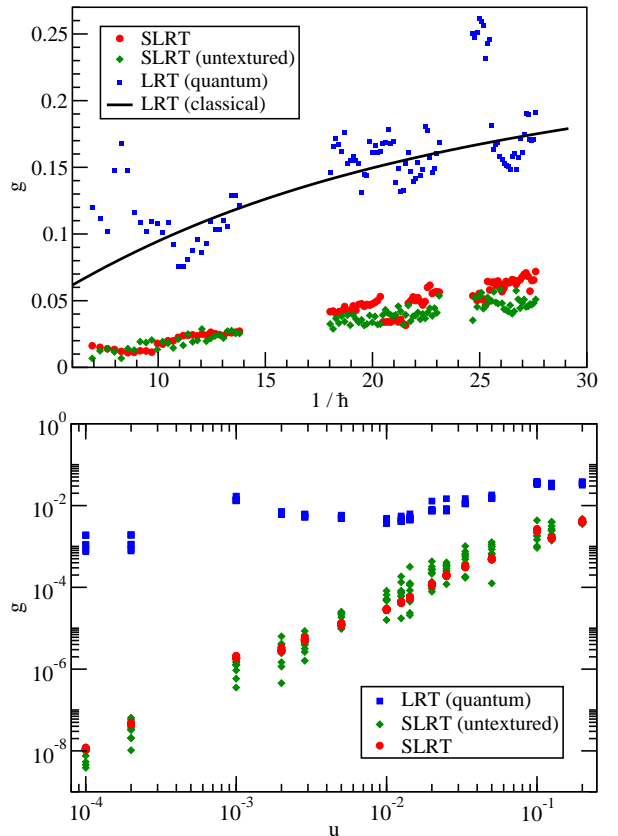 0.25
0.2
0.15
0.1
0.05
0
g
SLRT
SLRT (untextured)
LRT (quantum)
LRT (classical)
10 15 20 25 30
1 / ħ
10^0
10^-2
10^-4
10^-6
10^-8
g
LRT (quantum)
SLRT (untextured)
SLRT
10^-4 10^-3 10^-2 10^-1
u